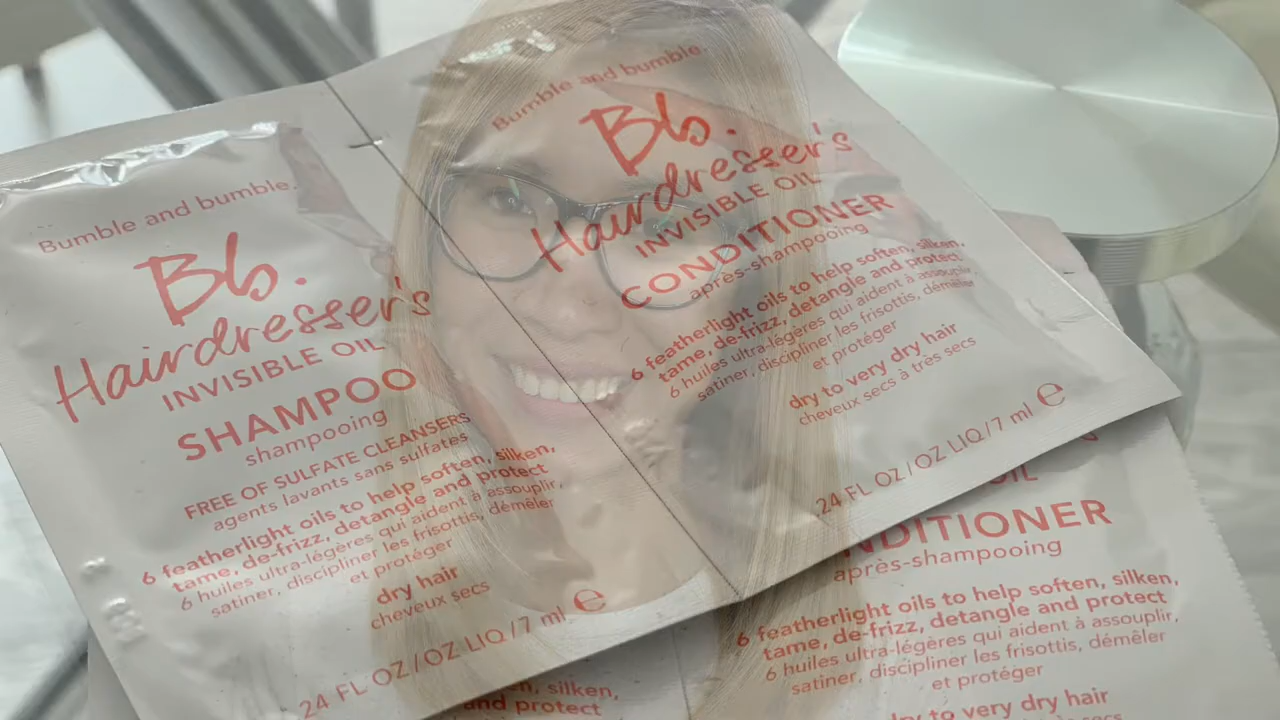 Bumble and bumble.
Bb.
Hairdresser's
INVISIBLE OIL
SHAMPOO
shampooing
FREE OF SULFATE CLEANSERS
agents lavants sans sulfates
6 featherlight oils to help soften, silken,
tame, de-frizz, detangle and protect
6 huiles ultra-légères qui aident à assouplir,
satiner, discipliner les frisottis, démêler
et protéger
dry hair
cheveux secs
24 FL OZ/OZ LIQ/7 ml e
Bumble and bumble.
Bb.
Hairdresser's
INVISIBLE OIL
CONDITIONER
après-shampooing
6 featherlight oils to help soften, silken,
tame, de-frizz, detangle and protect
6 huiles ultra-légères qui aident à assouplir,
satiner, discipliner les frisottis, démêler
et protéger
dry to very dry hair
cheveux secs à très secs
24 FL OZ/OZ LIQ/7 ml e
OIL
NDITIONER
après-shampooing
6 featherlight oils to help soften, silken,
tame, de-frizz, detangle and protect
6 huiles ultra-légères qui aident à assouplir,
satiner, discipliner les frisottis, démêler
et protéger
to very dry hair
silken,
and protect